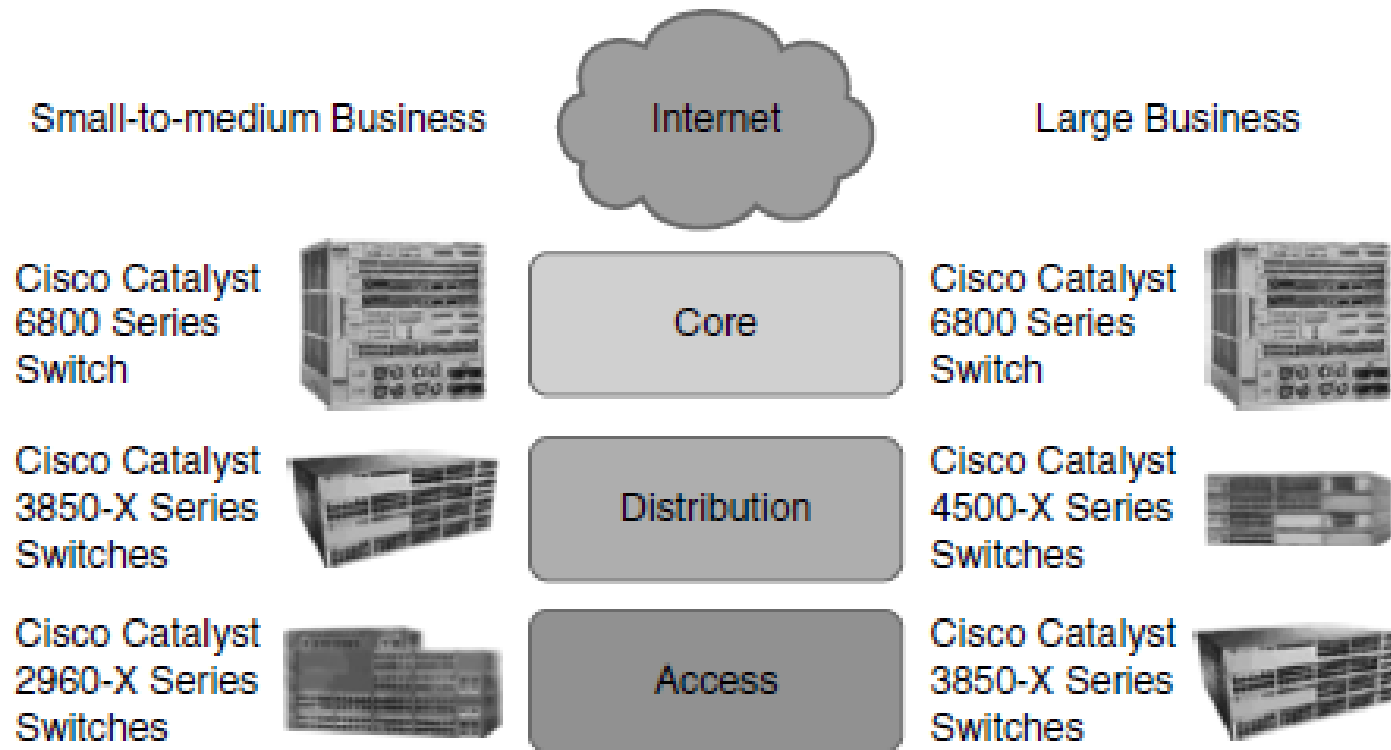 Small-to-medium Business
Internet
Large Business
Cisco Catalyst
6800 Series
Switch
Core
Cisco Catalyst
6800 Series
Switch
Cisco Catalyst
3850-X Series
Switches
Distribution
Cisco Catalyst
4500-X Series
Switches
Cisco Catalyst
2960-X Series
Switches
Access
Cisco Catalyst
3850-X Series
Switches